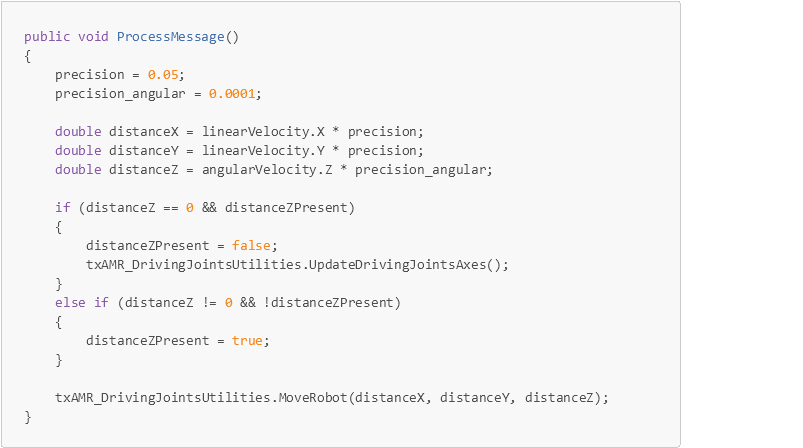 public void ProcessMessage()
{
    precision = 0.05;
    precision_angular = 0.0001;

    double distanceX = linearVelocity.X * precision;
    double distanceY = linearVelocity.Y * precision;
    double distanceZ = angularVelocity.Z * precision_angular;

    if (distanceZ == 0 && distanceZPresent)
    {
        distanceZPresent = false;
        txAMR_DrivingJointsUtilities.UpdateDrivingJointsAxes();
    }
    else if (distanceZ != 0 && !distanceZPresent)
    {
        distanceZPresent = true;
    }

    txAMR_DrivingJointsUtilities.MoveRobot(distanceX, distanceY, distanceZ);
}